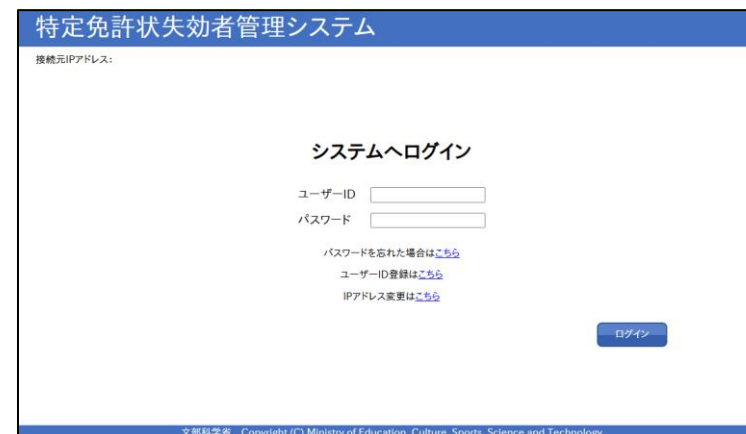 特定免許状失効者管理システム
接続元IPアドレス：
システムへログイン
ユーザーID
パスワード
パスワードを忘れた場合はこちら
ユーザーID登録はこちら
IPアドレス変更はこちら
ログイン
文部科学省　Copyright (C) Ministry of Education, Culture, Sports, Science and Technology